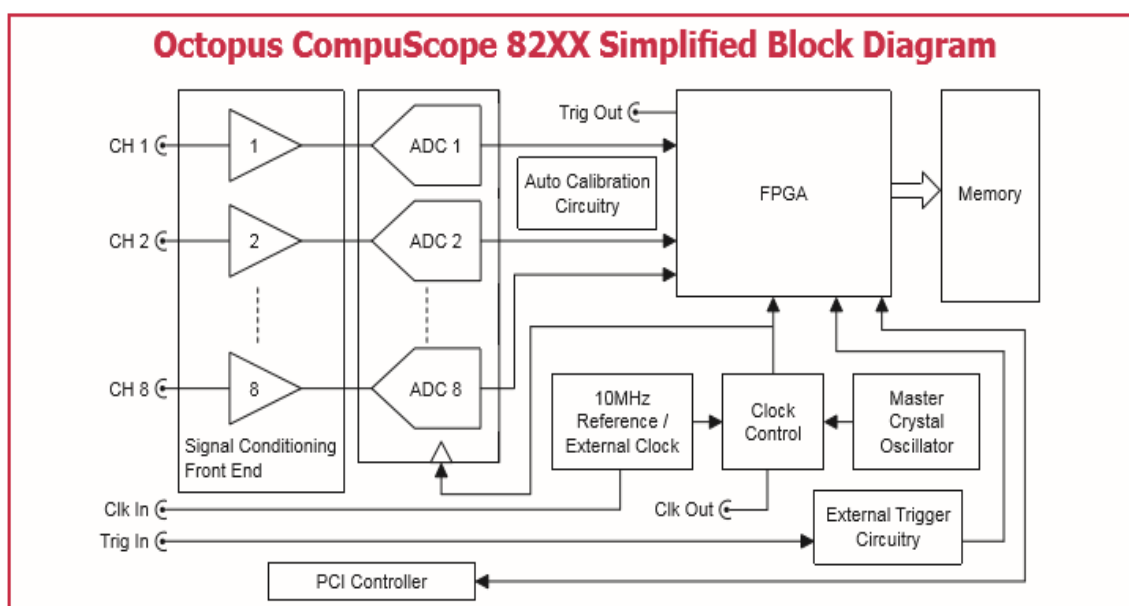 Octopus CompuScope 82XX Simplified Block Diagram
CH 1
1
ADC 1
Trig Out
Auto Calibration
Circuitry
FPGA
Memory
CH 2
2
ADC 2
CH 8
8
ADC 8
Signal Conditioning
Front End
10MHz
Reference /
External Clock
Clock
Control
Master
Crystal
Oscillator
Clk In
Clk Out
Trig In
External Trigger
Circuitry
PCI Controller